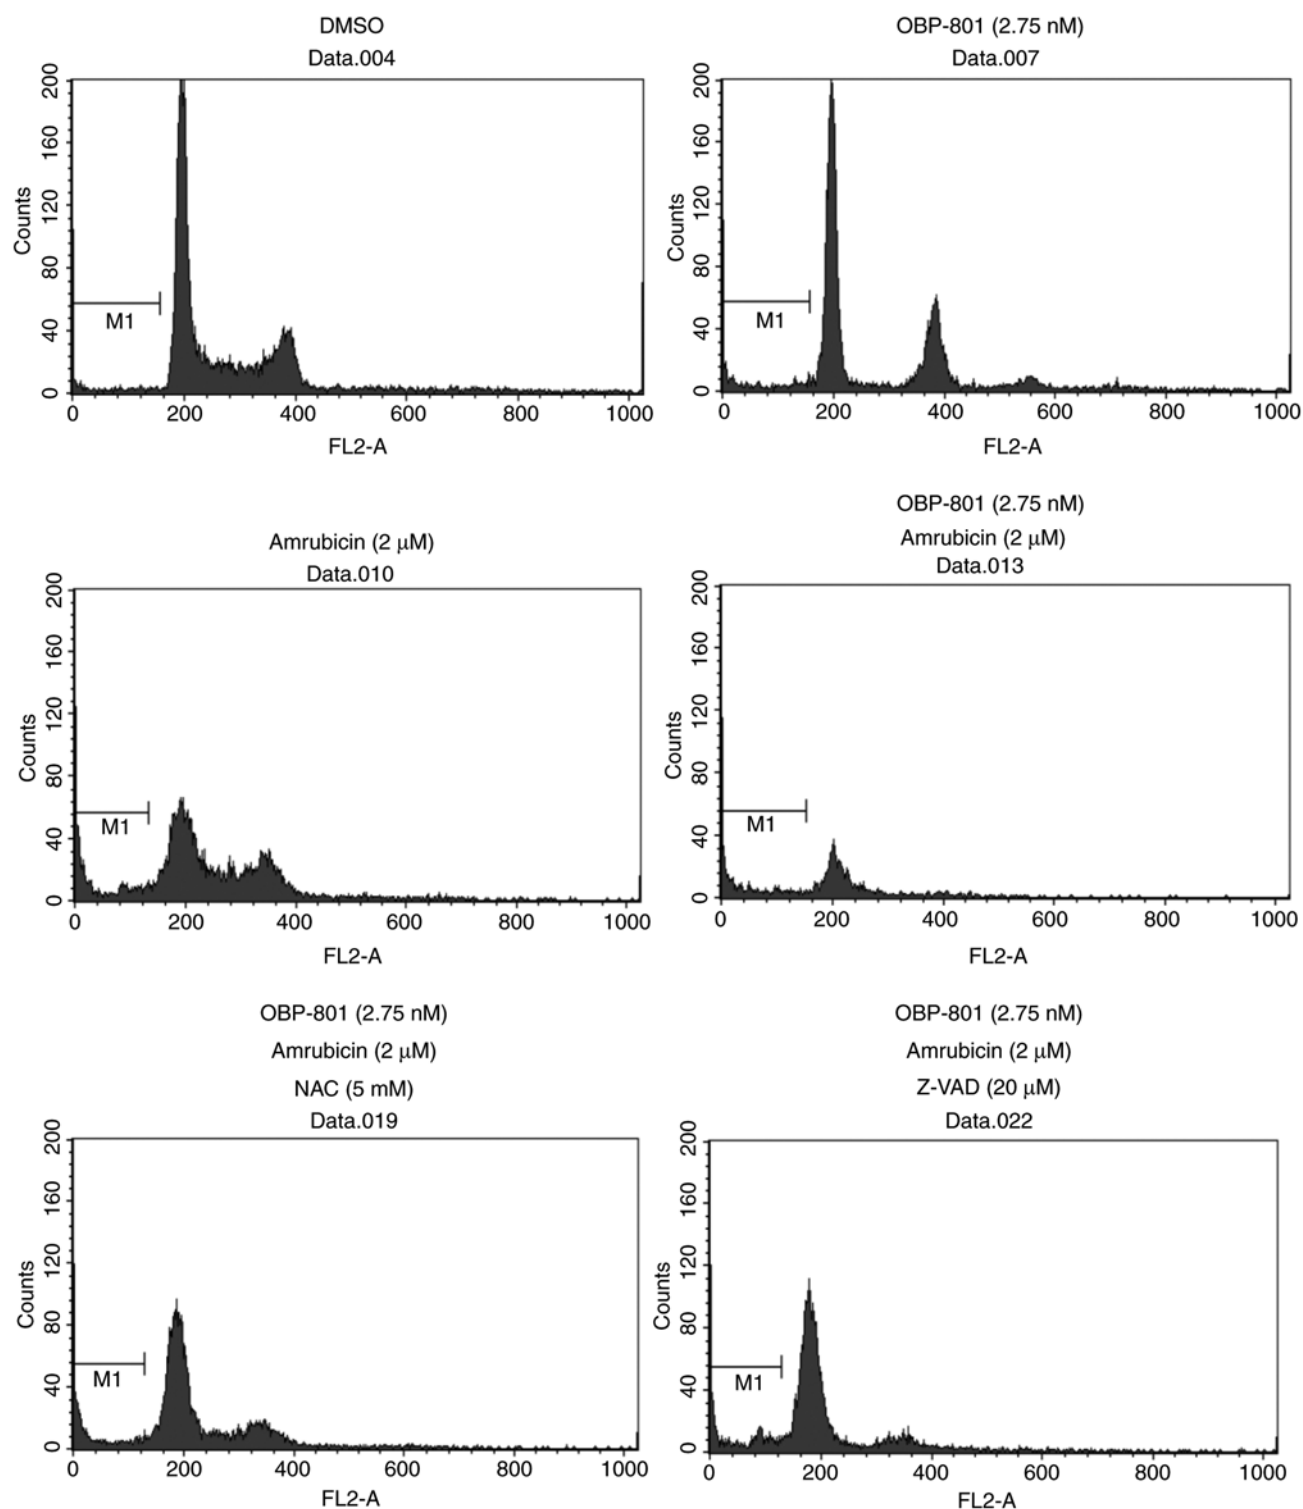 DMSO
Data.004
200
160
120
80
40
0
Counts
M1
0 200 400 600 800 1000
FL2-A
OBP-801 (2.75 nM)
Data.007
200
160
120
80
40
0
Counts
M1
0 200 400 600 800 1000
FL2-A
Amrubicin (2 μM)
Data.010
200
160
120
80
40
0
Counts
M1
0 200 400 600 800 1000
FL2-A
OBP-801 (2.75 nM)
Amrubicin (2 μM)
Data.013
200
160
120
80
40
0
Counts
M1
0 200 400 600 800 1000
FL2-A
OBP-801 (2.75 nM)
Amrubicin (2 μM)
NAC (5 mM)
Data.019
200
160
120
80
40
0
Counts
M1
0 200 400 600 800 1000
FL2-A
OBP-801 (2.75 nM)
Amrubicin (2 μM)
Z-VAD (20 μM)
Data.022
200
160
120
80
40
0
Counts
M1
0 200 400 600 800 1000
FL2-A